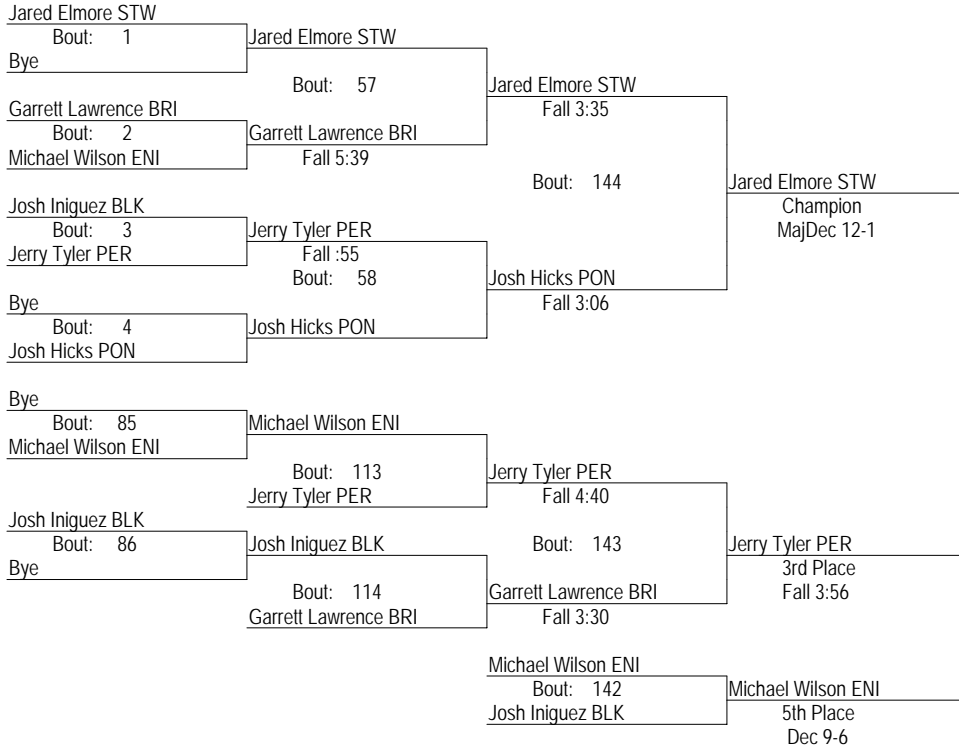 Jared Elmore STW
Bout: 1
Jared Elmore STW
Bye
Bout: 57
Jared Elmore STW
Garrett Lawrence BRI
Fall 3:35
Bout: 2
Garrett Lawrence BRI
Michael Wilson ENI
Fall 5:39
Bout: 144
Jared Elmore STW
Josh Iniguez BLK
Champion
Bout: 3
Jerry Tyler PER
MajDec 12-1
Jerry Tyler PER
Fall :55
Bout: 58
Josh Hicks PON
Bye
Fall 3:06
Bout: 4
Josh Hicks PON
Josh Hicks PON
Bye
Bout: 85
Michael Wilson ENI
Michael Wilson ENI
Bout: 113
Jerry Tyler PER
Jerry Tyler PER
Fall 4:40
Josh Iniguez BLK
Bout: 86
Josh Iniguez BLK
Bout: 143
Jerry Tyler PER
Bye
3rd Place
Bout: 114
Garrett Lawrence BRI
Fall 3:56
Garrett Lawrence BRI
Fall 3:30
Michael Wilson ENI
Bout: 142
Michael Wilson ENI
Josh Iniguez BLK
5th Place
Dec 9-6